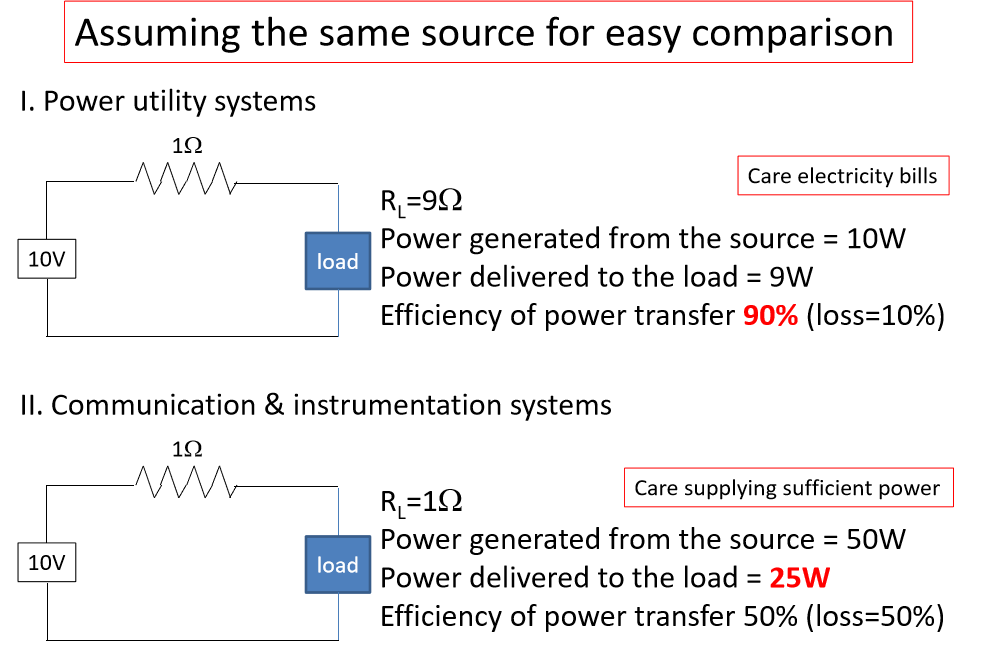 Assuming the same source for easy comparison
I. Power utility systems
1Ω
10V
load
Care electricity bills
R_L=9Ω
Power generated from the source = 10W
Power delivered to the load = 9W
Efficiency of power transfer 90% (loss=10%)
II. Communication & instrumentation systems
1Ω
10V
load
Care supplying sufficient power
R_L=1Ω
Power generated from the source = 50W
Power delivered to the load = 25W
Efficiency of power transfer 50% (loss=50%)